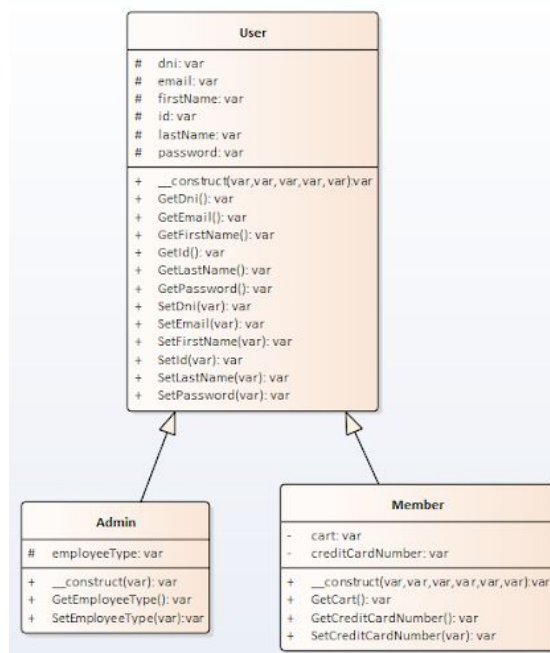 User
# dni: var
# email: var
# firstName: var
# id: var
# lastName: var
# password: var
+ __construct(var,var, var, var, var):var
+ GetDni(): var
+ GetEmail(): var
+ GetFirstName(): var
+ GetId(): var
+ GetLastName(): var
+ GetPassword(): var
+ SetDni(var): var
+ SetEmail(var): var
+ SetFirstName(var): var
+ SetId(var): var
+ SetLastName(var): var
+ SetPassword(var): var
Admin
# employeeType: var
+ __construct(var): var
+ GetEmployeeType(): var
+ SetEmployeeType(var):var
Member
- cart: var
- creditCardNumber: var
+ __construct(var,var,var,var,var,var):var
+ GetCart(): var
+ GetCreditCardNumber(): var
+ SetCreditCardNumber(var): var